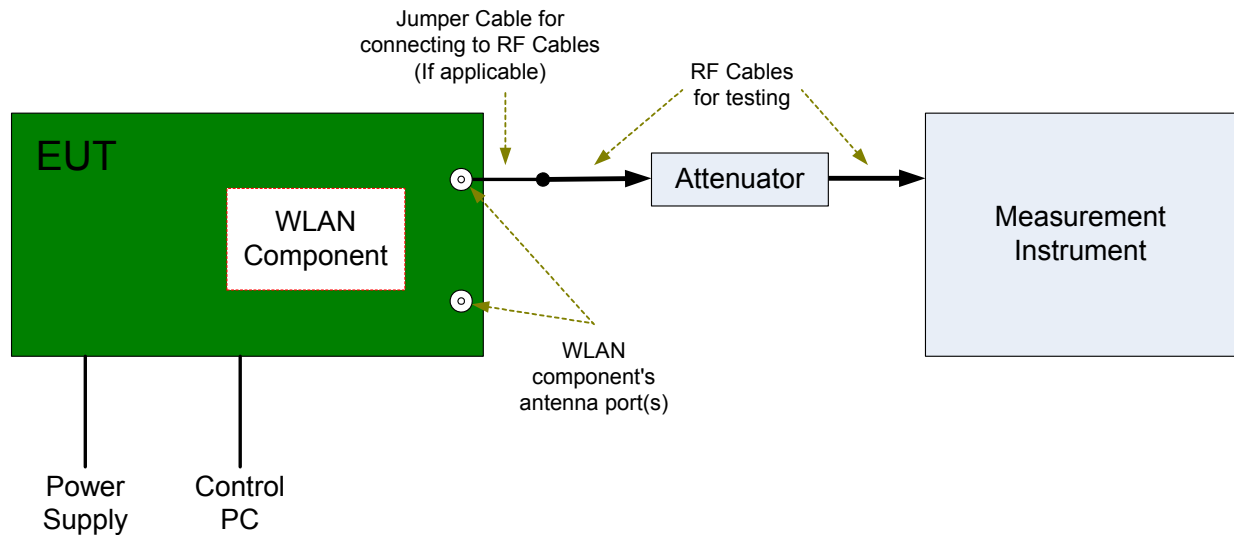 Jumper Cable for
connecting to RF Cables
(If applicable)
RF Cables
for testing
EUT
WLAN
Component
Attenuator
Measurement
Instrument
WLAN
component's
antenna port(s)
Power
Supply
Control
PC